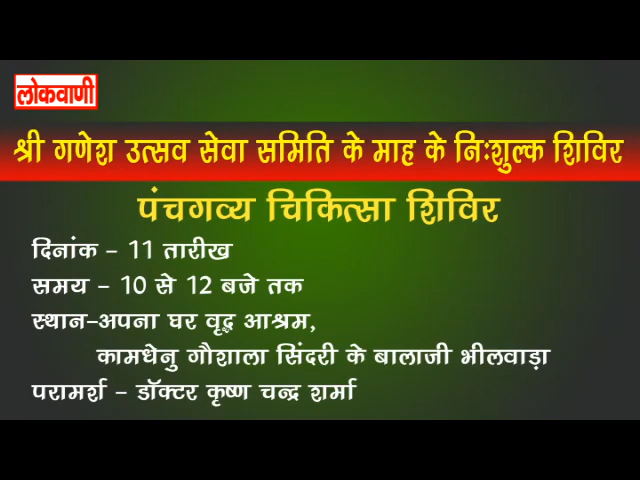 लोकवाणी
श्री गणेश उत्सव सेवा समिति के माह के निःशुल्क शिविर
पंचगव्य चिकित्सा शिविर
दिनांक - 11 तारीख
समय - 10 से 12 बजे तक
स्थान-अपना घर वृद्ध आश्रम,
कामधेनु गौशाला सिंदरी के बालाजी भीलवाड़ा
परामर्श - डॉक्टर कृष्ण चन्द्र शर्मा